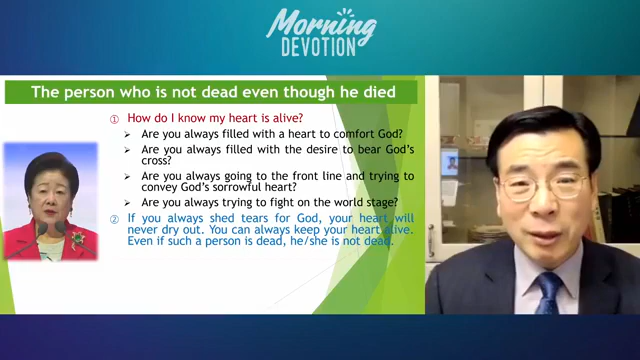 Morning
DEVOTION
The person who is not dead even though he died
① How do I know my heart is alive?
➢ Are you always filled with a heart to comfort God?
➢ Are you always filled with the desire to bear God's
cross?
➢ Are you always going to the front line and trying to
convey God's sorrowful heart?
➢ Are you always trying to fight on the world stage?
② If you always shed tears for God, your heart will
never dry out. You can always keep your heart alive.
Even if such a person is dead, he/she is not dead.